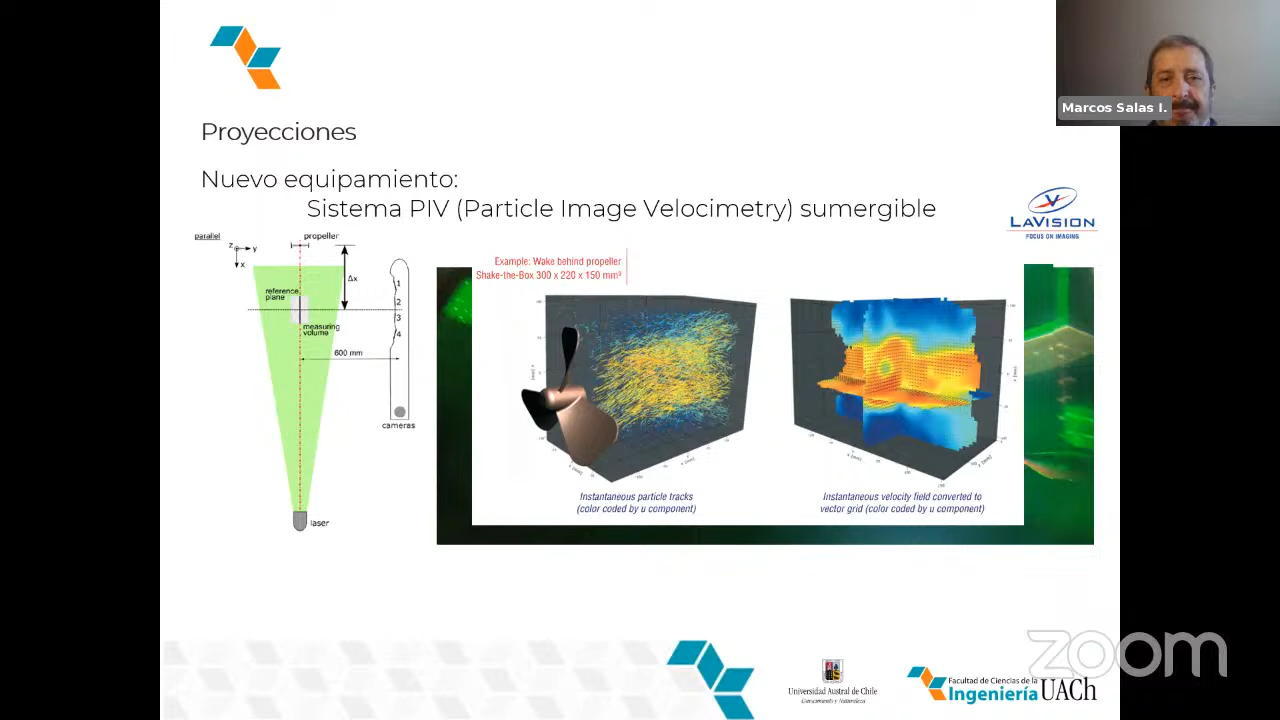 Marcos Salas I.
Proyecciones
Nuevo equipamiento:
Sistema PIV (Particle Image Velocimetry) sumergible
LAVISION
FOCUS ON IMAGING
parallel
propeller
z
y
x
Δx
reference
plane
measuring
volume
1
2
3
4
600 mm
cameras
laser
Example: Wake behind propeller
Shake-the-Box 300 x 220 x 150 mm³
Instantaneous particle tracks
(color coded by u component)
Instantaneous velocity field converted to
vector grid (color coded by u component)
zoom
Universidad Austral de Chile
Conocimiento y Naturaleza
Facultad de Ciencias de la
Ingeniería
UACh